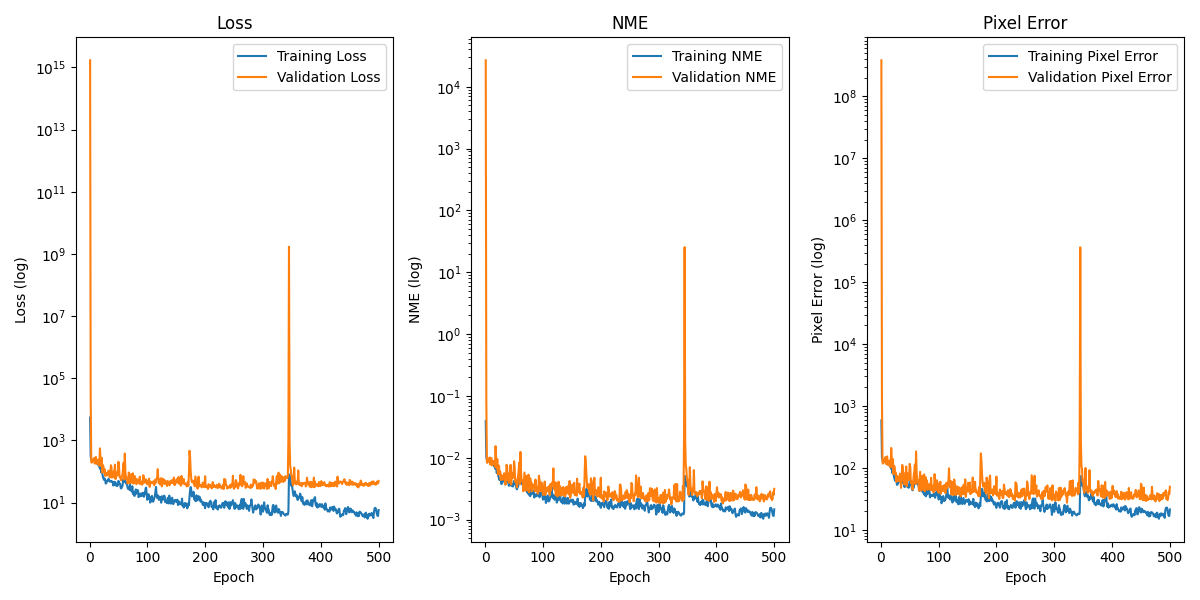 Loss
Training Loss
Validation Loss
10^15
10^13
10^11
10^9
10^7
10^5
10^3
10^1
Loss (log)
0 100 200 300 400 500
Epoch
NME
Training NME
Validation NME
10^4
10^3
10^2
10^1
10^0
10^−1
10^−2
10^−3
NME (log)
0 100 200 300 400 500
Epoch
Pixel Error
Training Pixel Error
Validation Pixel Error
10^8
10^7
10^6
10^5
10^4
10^3
10^2
10^1
Pixel Error (log)
0 100 200 300 400 500
Epoch